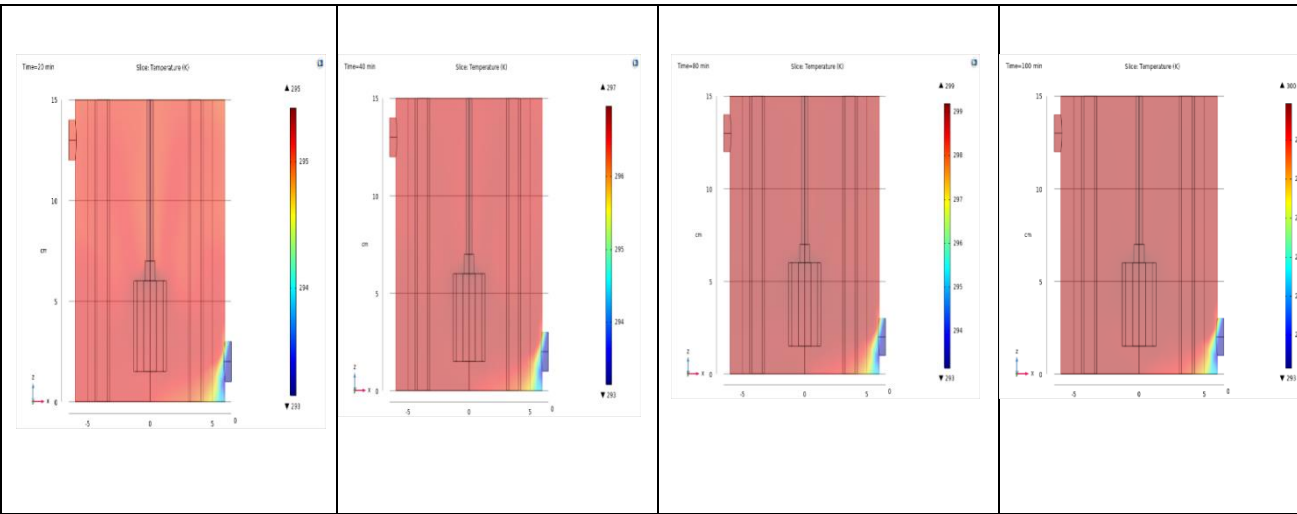 Time=20 min Slice: Temperature (K)
▲ 295
15
295
10
cm
294
5
z
x
0
▼ 293
-5 0 5 0
Time=40 min Slice: Temperature (K)
▲ 297
15
296
10
cm
295
5
294
z
x
0
▼ 293
-5 0 5 0
Time=80 min Slice: Temperature (K)
▲ 299
15
299
298
10
297
cm
296
5
295
294
z
x
0
▼ 293
-5 0 5 0
Time=100 min Slice: Temperature (K)
15
10
cm
5
z
x
0
▼ 293
-5 0 5